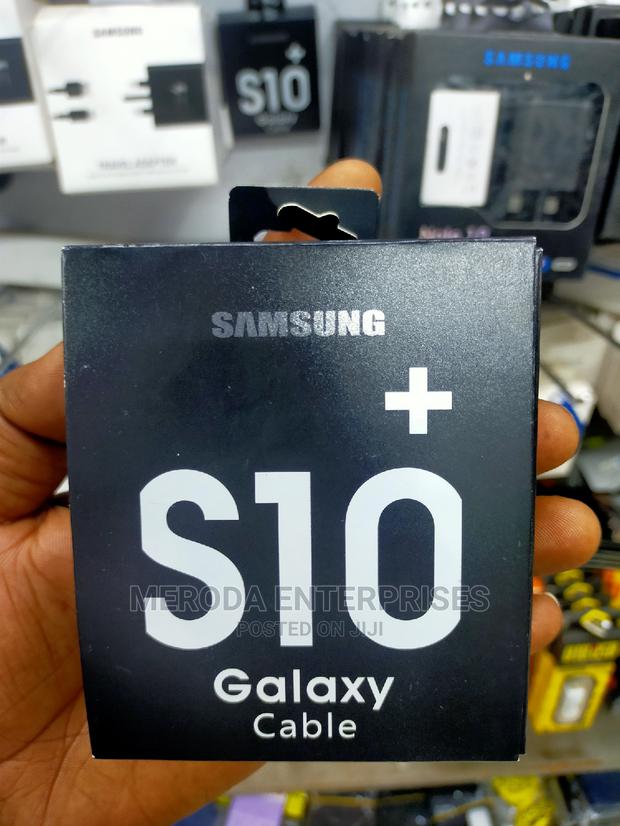 SAMSUNG
S10
SAMSUNG
SAMSUNG
+
S10
MERODA ENTERPRISES
POSTED ON JIJI
Galaxy
Cable